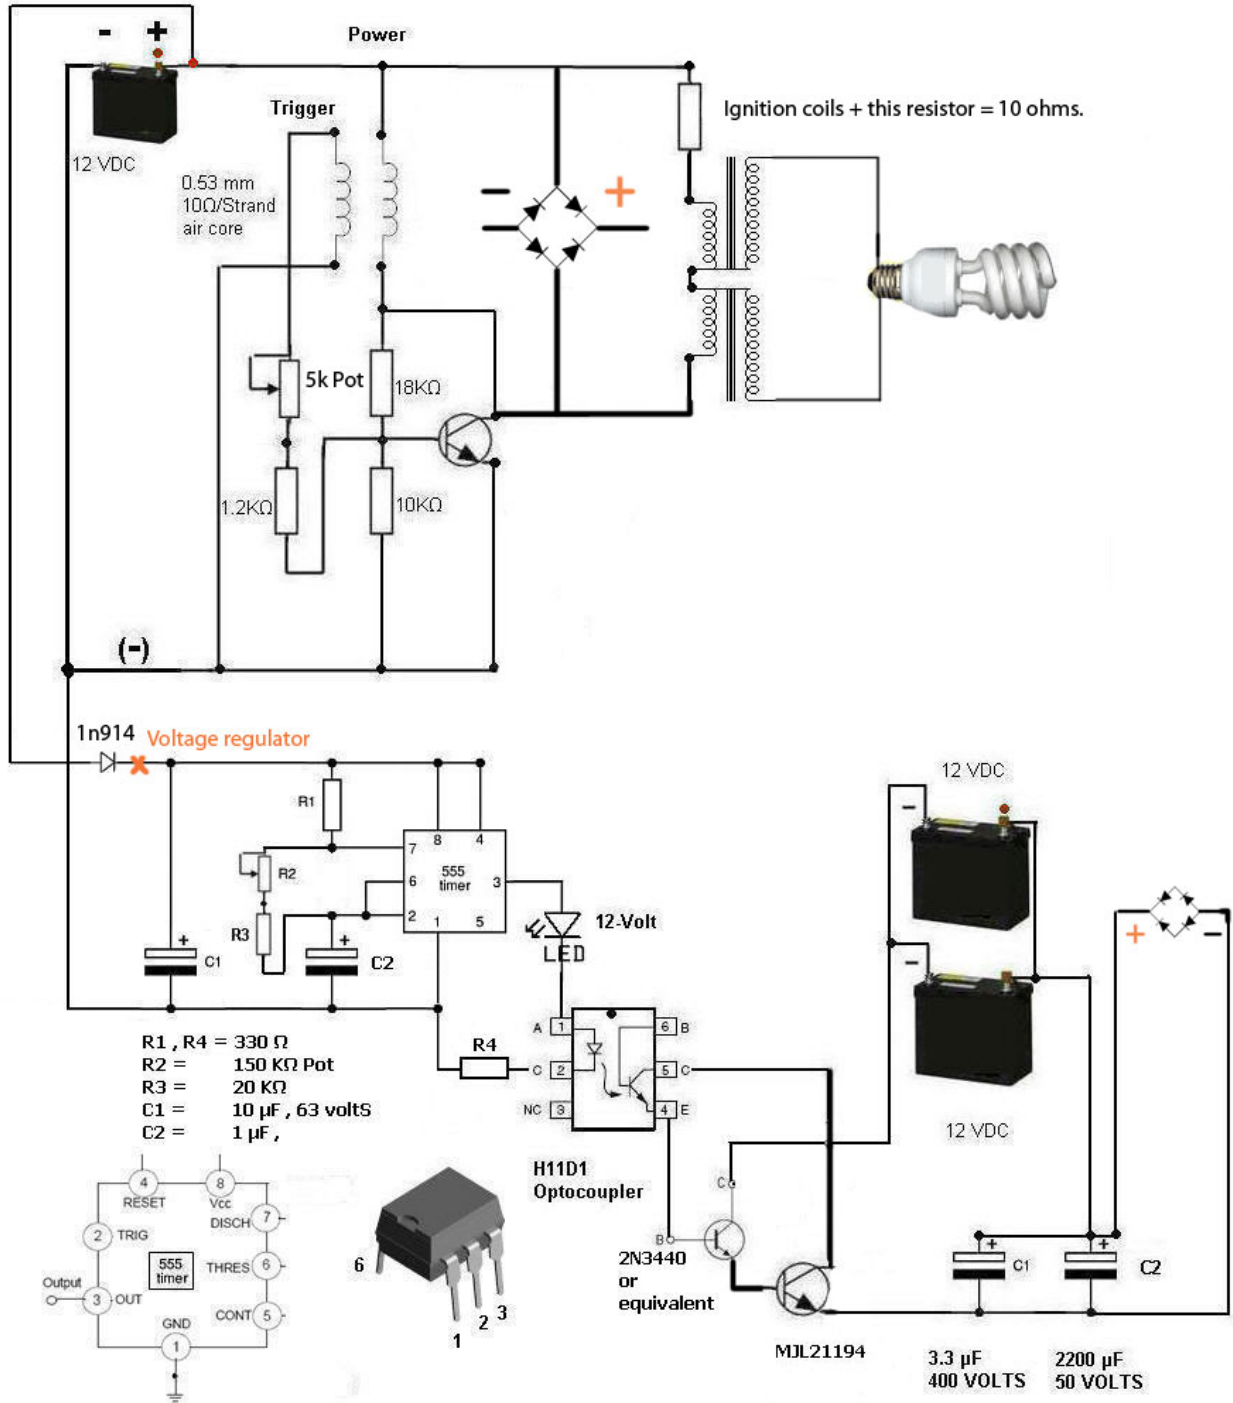 - +
Power
Trigger
12 VDC
Ignition coils + this resistor = 10 ohms.
0.53 mm
10Ω/Strand
air core
- +
5k Pot
18KΩ
1.2KΩ
10KΩ
(-)
1n914
Voltage regulator
12 VDC
R1
8 4
7
R2
555
timer
6
3
2
1 5
R3
12-Volt
LED
+
C1
+
C2
-
-
+ -
R1 , R4 = 330 Ω
R2 = 150 KΩ Pot
R3 = 20 KΩ
C1 = 10 µF , 63 voltS
C2 = 1 µF ,
R4
A 1
C 2
NC 3
6 B
5 C
4 E
12 VDC
H11D1
Optocoupler
C
B
2N3440
or
equivalent
MJL21194
+
C1
+
C2
3.3 µF
400 VOLTS
2200 µF
50 VOLTS
4
RESET
8
Vcc
DISCH
7
2
TRIG
555
timer
THRES
6
Output
3
OUT
CONT
5
GND
1
6
1
2
3